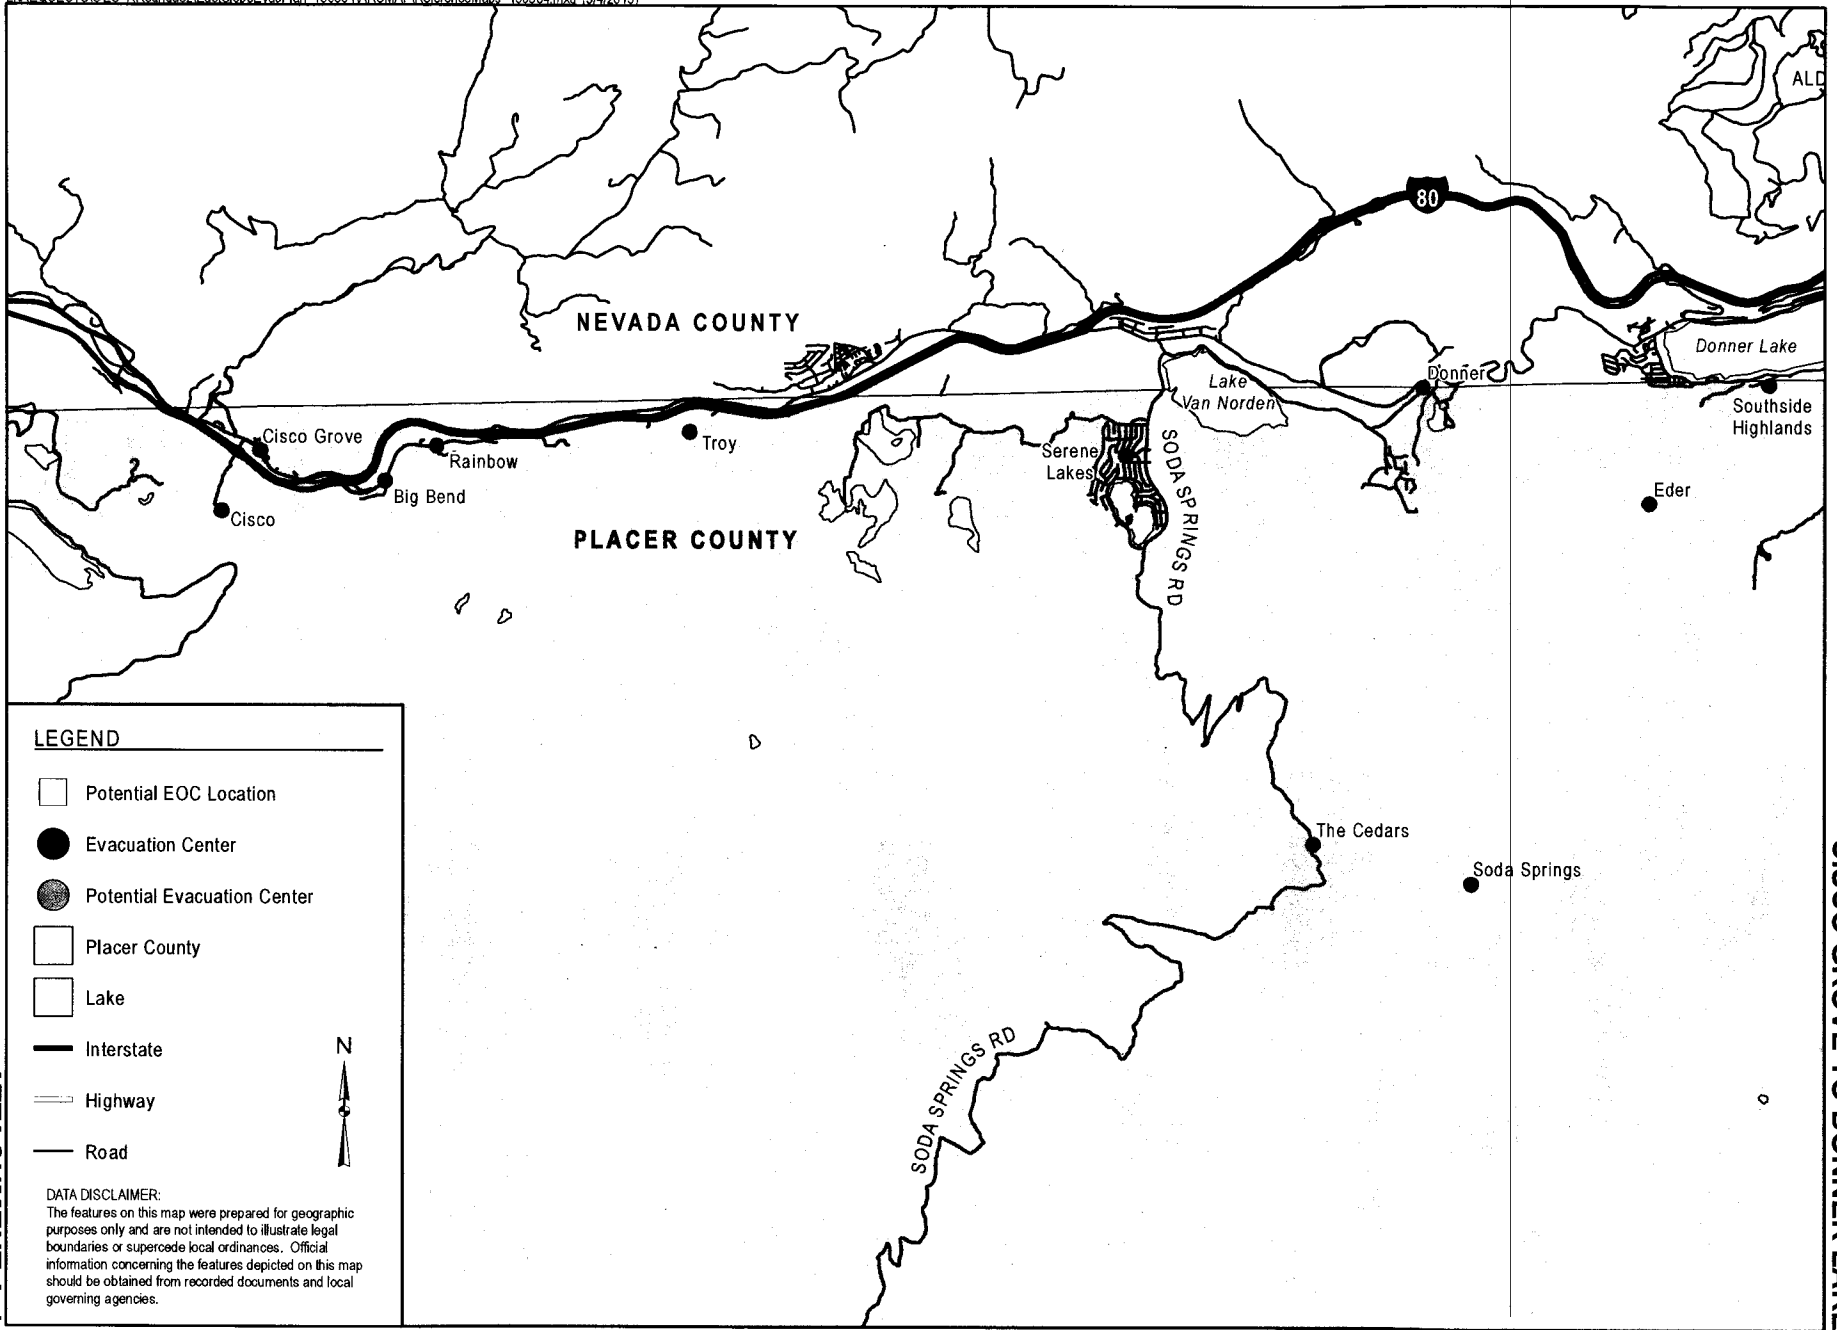 ALD
80
NEVADA COUNTY
Donner Lake
Donner
Lake
Van Norden
Southside
Highlands
Cisco Grove
Rainbow
Troy
Serene
Lakes
SODA SPRINGS RD
Big Bend
Eder
Cisco
PLACER COUNTY
The Cedars
Soda Springs
SODA SPRINGS RD
LEGEND
Potential EOC Location
Evacuation Center
Potential Evacuation Center
Placer County
Lake
Interstate
N
Highway
Road
DATA DISCLAIMER:
The features on this map were prepared for geographic
purposes only and are not intended to illustrate legal
boundaries or supercede local ordinances. Official
information concerning the features depicted on this map
should be obtained from recorded documents and local
governing agencies.